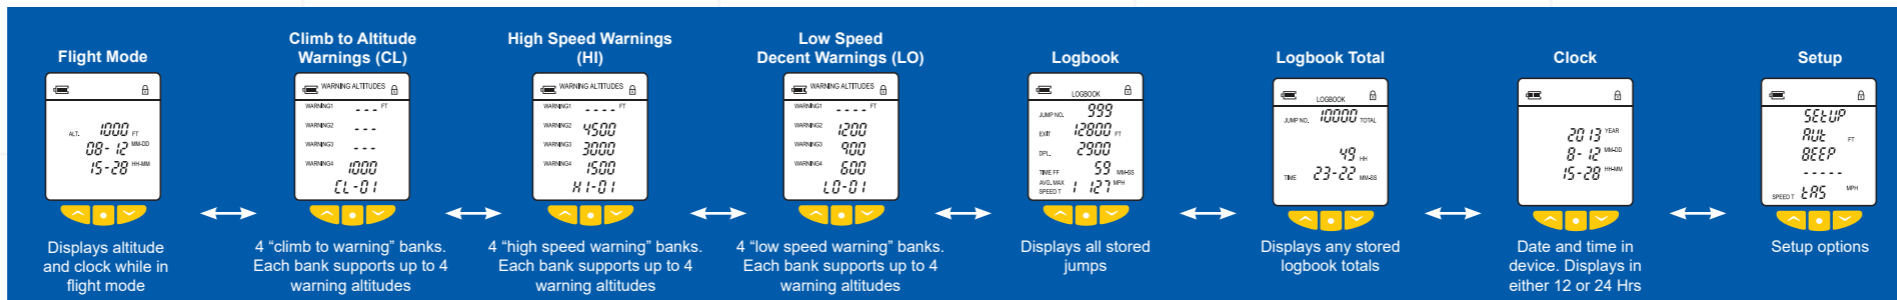 Flight Mode
ALT. 1000 FT
08-12 MM-DD
15-28 HH-MM
Displays altitude
and clock while in
flight mode
Climb to Altitude
Warnings (CL)
WARNING ALTITUDES
WARNING1 --- FT
WARNING2 ---
WARNING3 ---
WARNING4 1000
CL-01
4 “climb to warning” banks.
Each bank supports up to 4
warning altitudes
High Speed Warnings
(HI)
WARNING ALTITUDES
WARNING1 ---- FT
WARNING2 4500
WARNING3 3000
WARNING4 1500
HI-01
4 “high speed warning” banks.
Each bank supports up to 4
warning altitudes
Low Speed
Decent Warnings (LO)
WARNING ALTITUDES
WARNING1 ---- FT
WARNING2 1200
WARNING3 900
WARNING4 600
LO-01
4 “low speed warning” banks.
Each bank supports up to 4
warning altitudes
Logbook
LOGBOOK
JUMP NO. 999
EXIT 12800 FT
DPL. 2900
TIME FF 59 MM-SS
AVG. MAX 1 127 MPH
SPEED T
Displays all stored
jumps
Logbook Total
LOGBOOK
JUMP NO. 10000 TOTAL
49 HH
TIME 23-22 MM-SS
Displays any stored
logbook totals
Clock
2013 YEAR
8-12 MM-DD
15-28 HH-MM
Date and time in
device. Displays in
either 12 or 24 Hrs
Setup
SETUP
AUt FT
BEEP
-----
SPEED T tAS MPH
Setup options